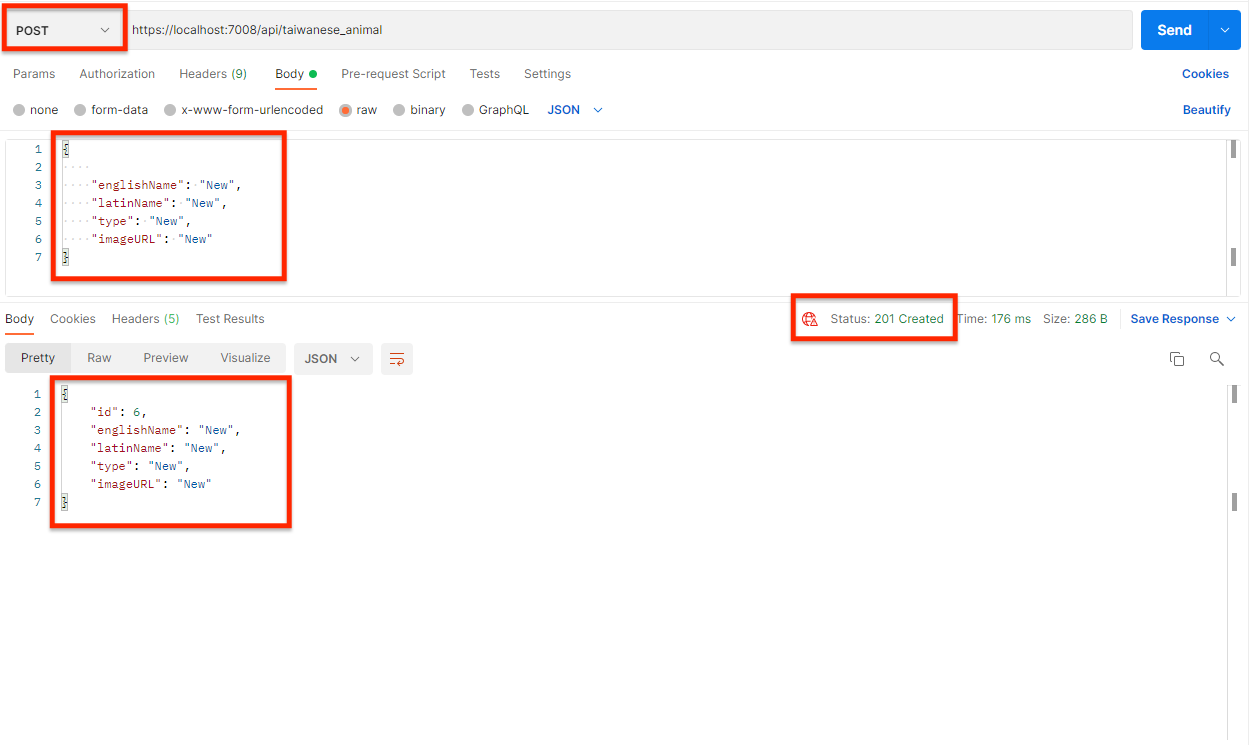 POST https://localhost:7008/api/taiwanese_animal Send
Params Authorization Headers (9) Body Pre-request Script Tests Settings Cookies
none form-data x-www-form-urlencoded raw binary GraphQL JSON Beautify
1 {
2
3 "englishName": "New",
4 "latinName": "New",
5 "type": "New",
6 "imageURL": "New"
7 }
Body Cookies Headers (5) Test Results Status: 201 Created Time: 176 ms Size: 286 B Save Response
Pretty Raw Preview Visualize JSON
1 {
2 "id": 6,
3 "englishName": "New",
4 "latinName": "New",
5 "type": "New",
6 "imageURL": "New"
7 }